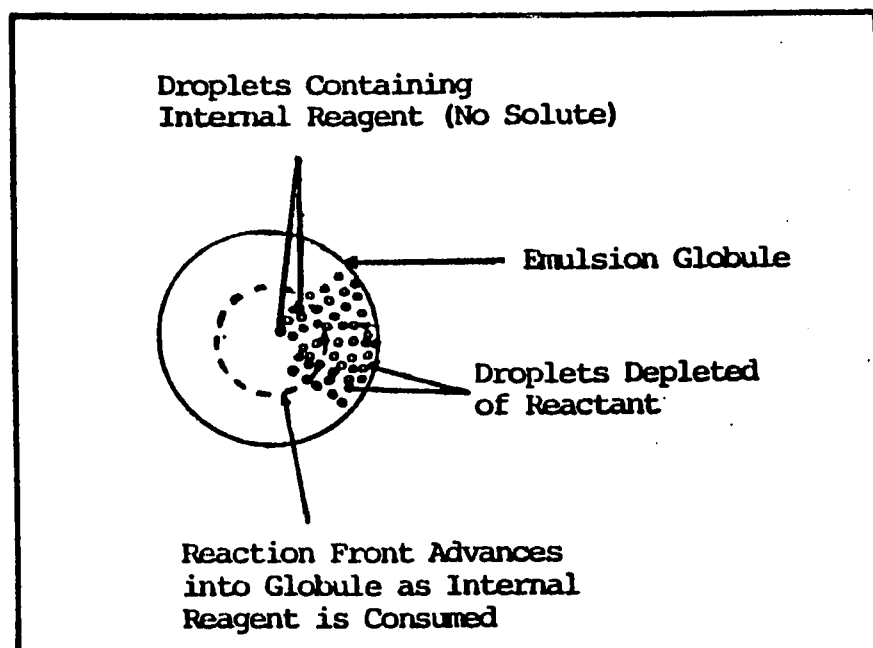 Droplets Containing
Internal Reagent (No Solute)
Emulsion Globule
Droplets Depleted
of Reactant
Reaction Front Advances
into Globule as Internal
Reagent is Consumed